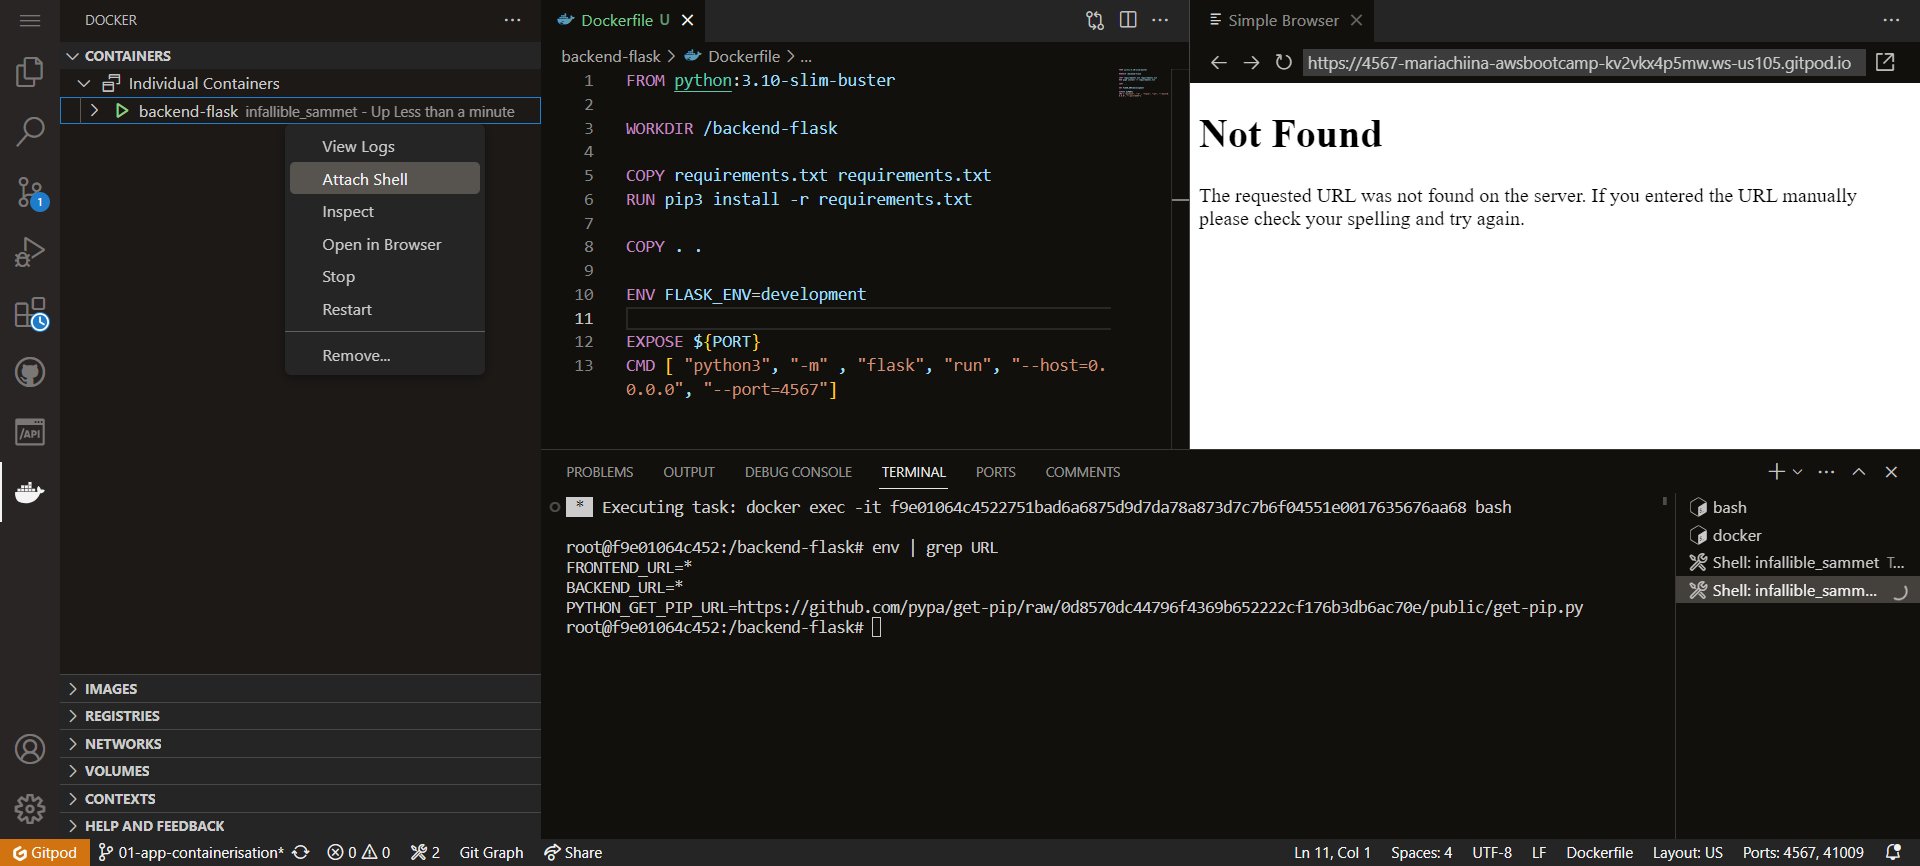 DOCKER
CONTAINERS
Individual Containers
backend-flask infallible_sammet - Up Less than a minute
View Logs
Attach Shell
Inspect
Open in Browser
Stop
Restart
Remove...
IMAGES
REGISTRIES
NETWORKS
VOLUMES
CONTEXTS
HELP AND FEEDBACK
1
/API
Dockerfile U
backend-flask > Dockerfile > ...
1 FROM python:3.10-slim-buster
2
3 WORKDIR /backend-flask
4
5 COPY requirements.txt requirements.txt
6 RUN pip3 install -r requirements.txt
7
8 COPY . .
9
10 ENV FLASK_ENV=development
11
12 EXPOSE ${PORT}
13 CMD [ "python3", "-m" , "flask", "run", "--host=0.
0.0.0", "--port=4567"]
Simple Browser
https://4567-mariachiina-awsbootcamp-kv2vkx4p5mw.ws-us105.gitpod.io
Not Found
The requested URL was not found on the server. If you entered the URL manually
please check your spelling and try again.
PROBLEMS OUTPUT DEBUG CONSOLE TERMINAL PORTS COMMENTS
* Executing task: docker exec -it f9e01064c4522751bad6a6875d9d7da78a873d7c7b6f04551e0017635676aa68 bash
root@f9e01064c452:/backend-flask# env | grep URL
FRONTEND_URL=*
BACKEND_URL=*
PYTHON_GET_PIP_URL=https://github.com/pypa/get-pip/raw/0d8570dc44796f4369b652222cf176b3db6ac70e/public/get-pip.py
root@f9e01064c452:/backend-flask#
bash
docker
Shell: infallible_sammet T...
Shell: infallible_samm...
Gitpod 01-app-containerisation* 0 0 2 Git Graph Share Ln 11, Col 1 Spaces: 4 UTF-8 LF Dockerfile Layout: US Ports: 4567, 41009